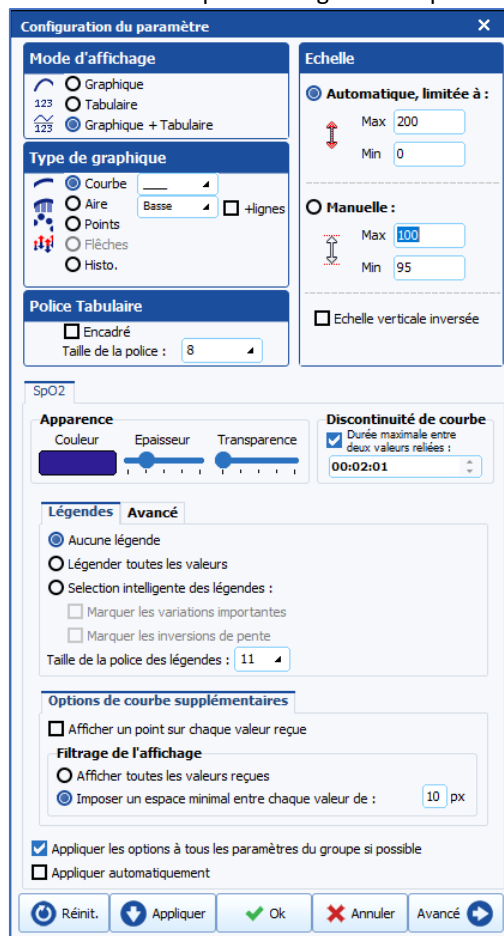 Configuration du paramètre
Mode d'affichage
Graphique
123 Tabulaire
123 Graphique + Tabulaire
Type de graphique
Courbe
Aire Basse +lignes
Points
Flêches
Histo.
Police Tabulaire
Encadré
Taille de la police : 8
Echelle
Automatique, limitée à :
Max 200
Min 0
Manuelle :
Max 100
Min 95
Echelle verticale inversée
SpO2
Apparence
Couleur Epaisseur Transparence
Discontinuité de courbe
Durée maximale entre
deux valeurs reliées :
00:02:01
Légendes Avancé
Aucune légende
Légender toutes les valeurs
Selection intelligente des légendes :
Marquer les variations importantes
Marquer les inversions de pente
Taille de la police des légendes : 11
Options de courbe supplémentaires
Afficher un point sur chaque valeur reçue
Filtrage de l'affichage
Afficher toutes les valeurs reçues
Imposer un espace minimal entre chaque valeur de : 10 px
Appliquer les options à tous les paramètres du groupe si possible
Appliquer automatiquement
Réinit. Appliquer Ok Annuler Avancé